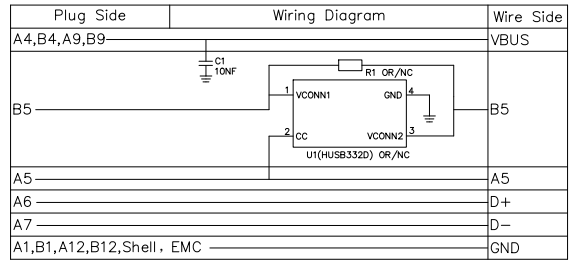 Plug Side Wiring Diagram Wire Side
A4,B4,A9,B9 VBUS
C1
10NF
R1 0R/NC
1 VCONN1 GND 4
B5 B5
2 CC VCONN2 3
U1(HUSB332D) 0R/NC
A5 A5
A6 D+
A7 D-
A1,B1,A12,B12,Shell, EMC GND